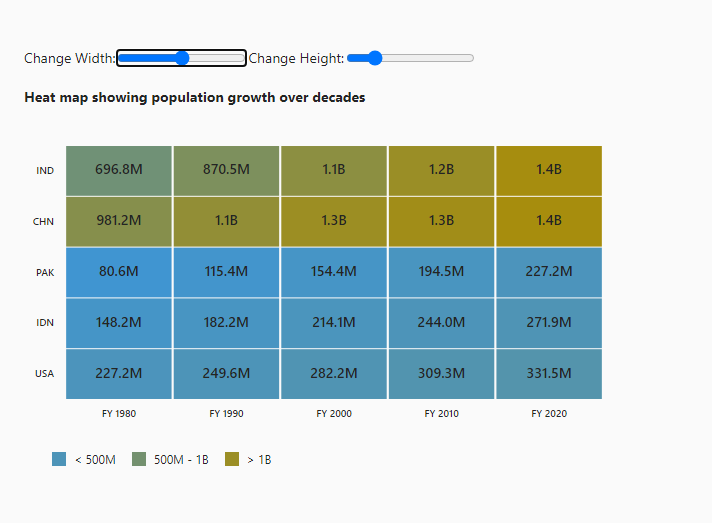 Change Width: Change Height:
Heat map showing population growth over decades
IND 696.8M 870.5M 1.1B 1.2B 1.4B
CHN 981.2M 1.1B 1.3B 1.3B 1.4B
PAK 80.6M 115.4M 154.4M 194.5M 227.2M
IDN 148.2M 182.2M 214.1M 244.0M 271.9M
USA 227.2M 249.6M 282.2M 309.3M 331.5M
FY 1980 FY 1990 FY 2000 FY 2010 FY 2020
< 500M 500M - 1B > 1B